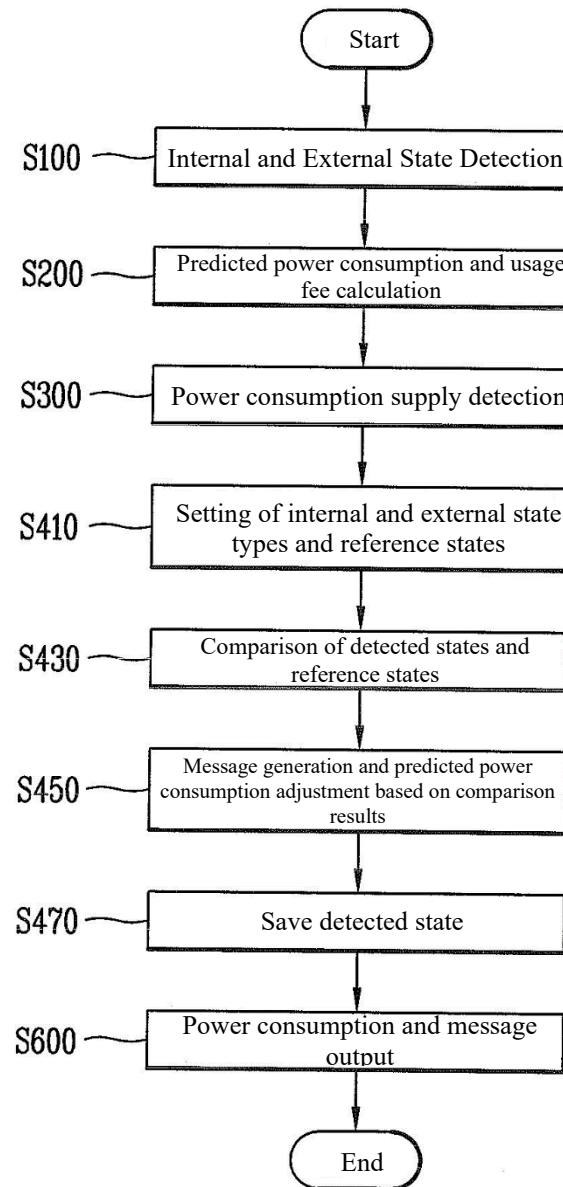 Start
S100
Internal and External State Detection
S200
Predicted power consumption and usage
fee calculation
S300
Power consumption supply detection
S410
Setting of internal and external state
types and reference states
S430
Comparison of detected states and
reference states
S450
Message generation and predicted power
consumption adjustment based on comparison
results
S470
Save detected state
S600
Power consumption and message
output
End